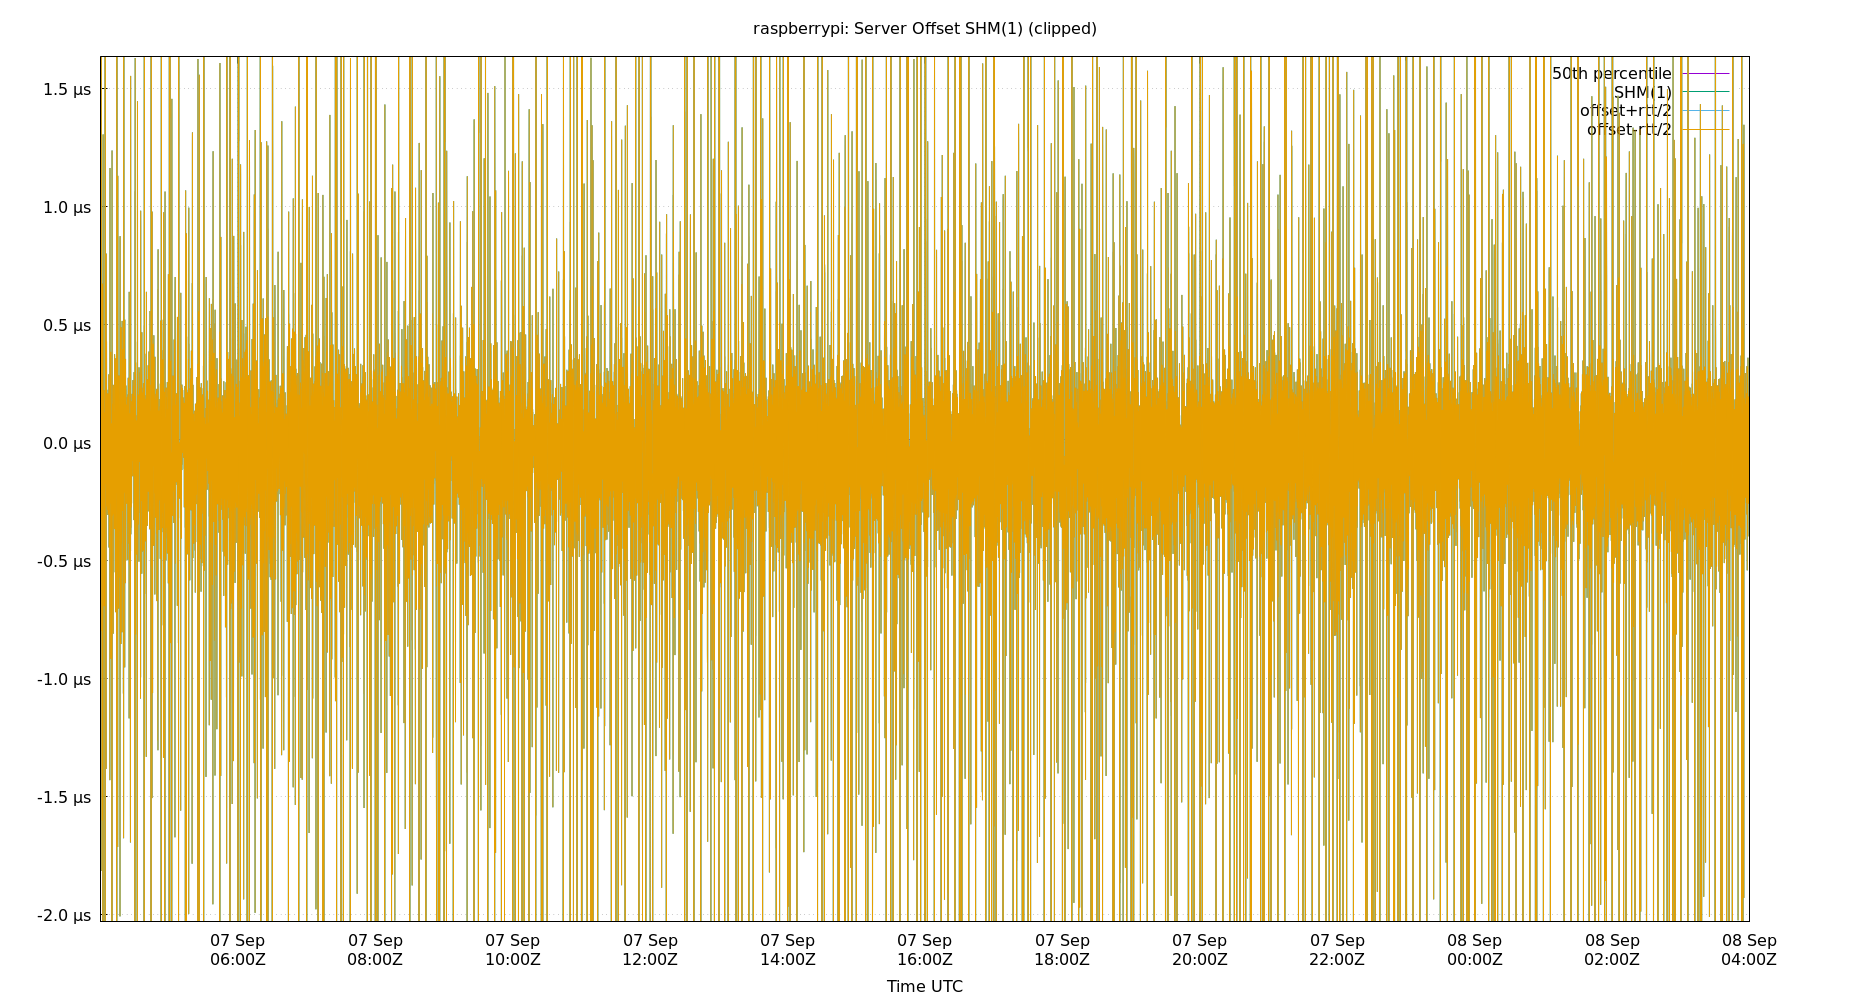 raspberrypi: Server Offset SHM(1) (clipped)
50th percentile
SHM(1)
offset+rtt/2
offset-rtt/2
1.5 µs
1.0 µs
0.5 µs
0.0 µs
-0.5 µs
-1.0 µs
-1.5 µs
-2.0 µs
07 Sep 07 Sep 07 Sep 07 Sep 07 Sep 07 Sep 07 Sep 07 Sep 07 Sep 08 Sep 08 Sep 08 Sep
06:00Z 08:00Z 10:00Z 12:00Z 14:00Z 16:00Z 18:00Z 20:00Z 22:00Z 00:00Z 02:00Z 04:00Z
Time UTC